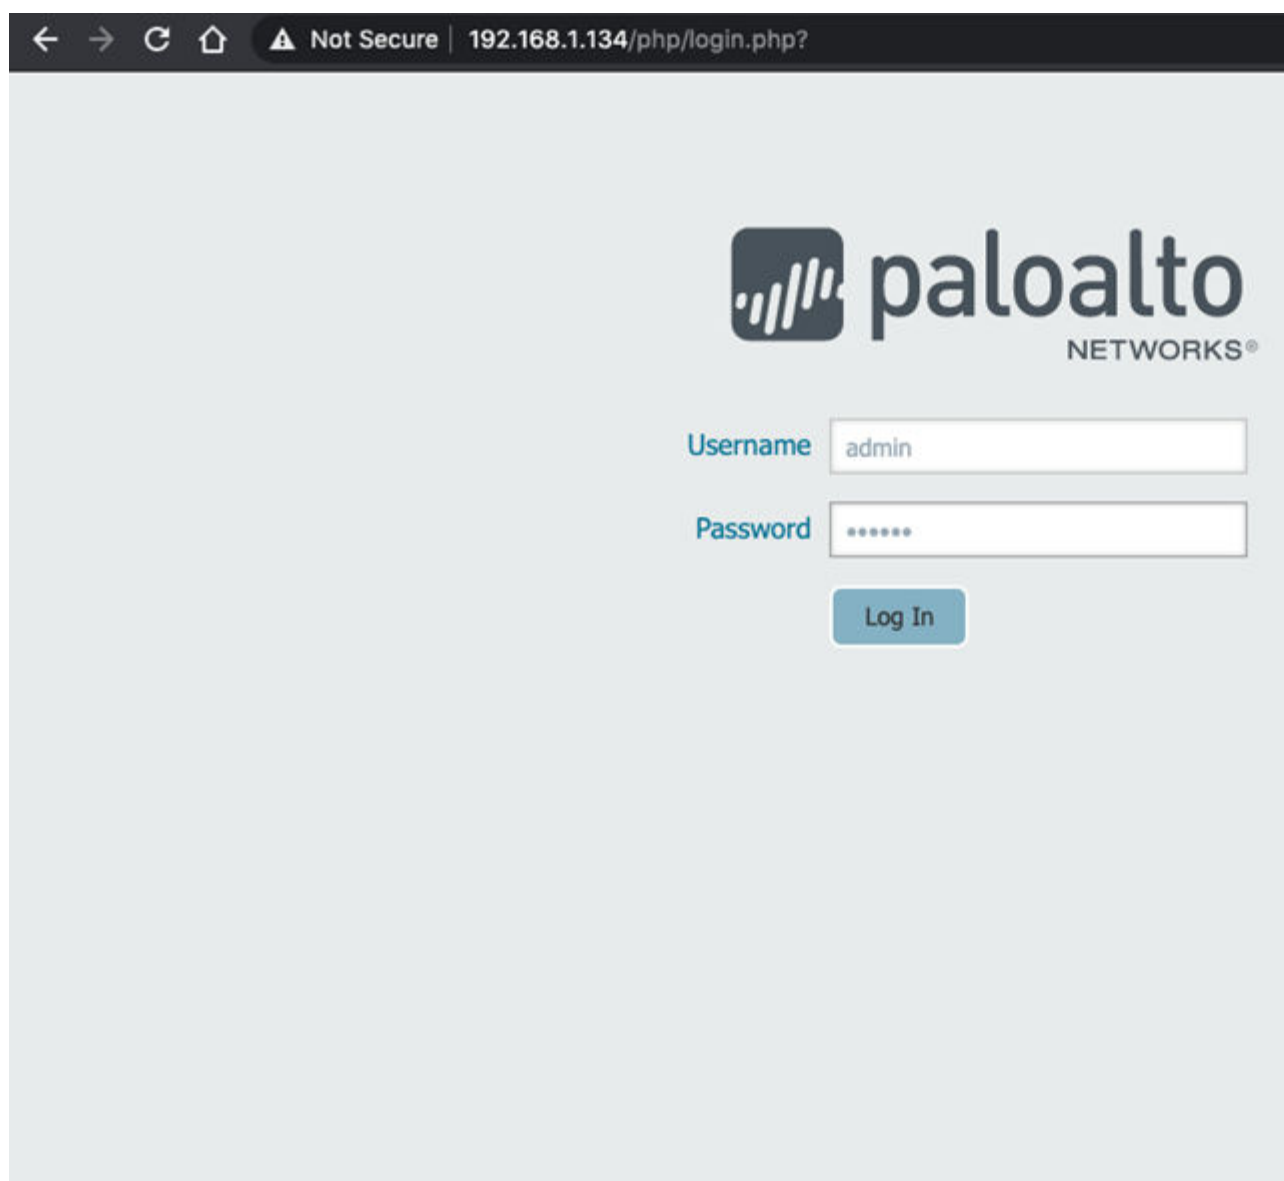 Not Secure | 192.168.1.134/php/login.php?
paloalto
NETWORKS®
Username admin
Password ••••••
Log In